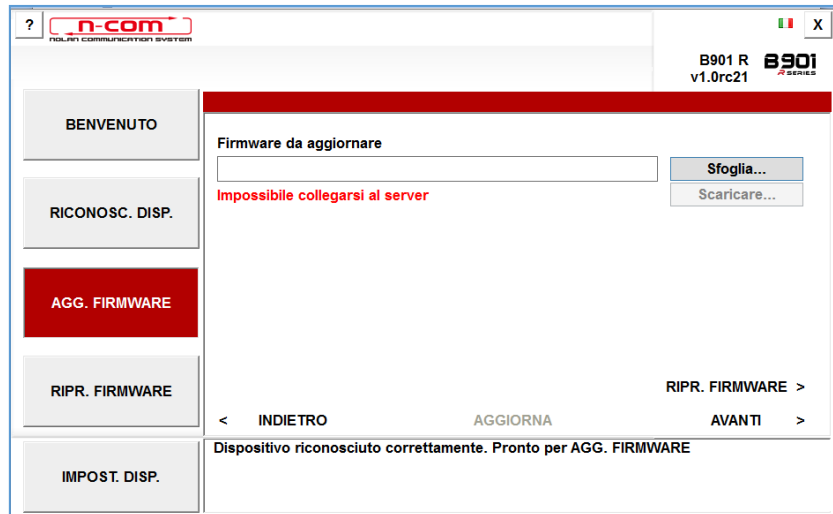 ?
n-com
NOLAN COMMUNICATION SYSTEM
X
B901 R
v1.0rc21
B901
R SERIES
BENVENUTO
RICONOSC. DISP.
AGG. FIRMWARE
RIPR. FIRMWARE
IMPOST. DISP.
Firmware da aggiornare
Sfoglia...
Impossibile collegarsi al server
Scaricare...
RIPR. FIRMWARE >
< INDIETRO AGGIORNA AVANTI >
Dispositivo riconosciuto correttamente. Pronto per AGG. FIRMWARE